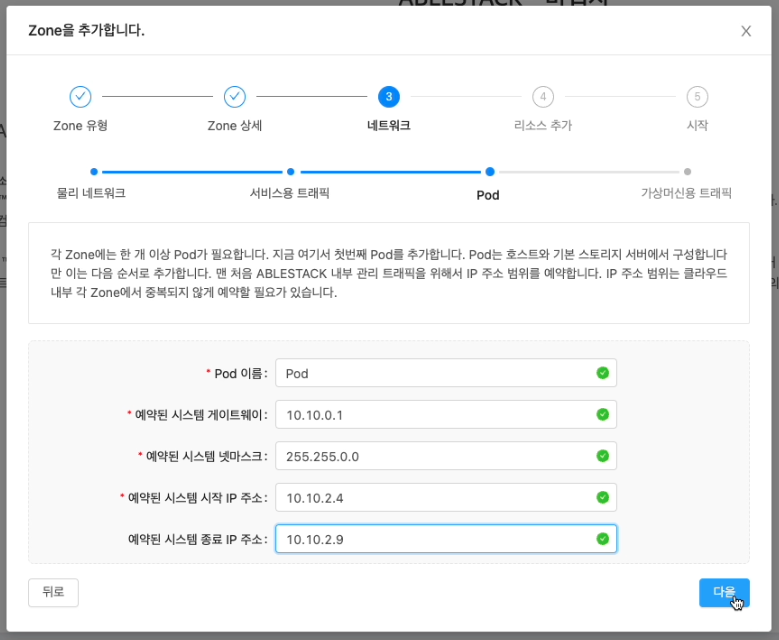 Zone을 추가합니다.
3
4
5
Zone 유형
Zone 상세
네트워크
리소스 추가
시작
물리 네트워크
서비스용 트래픽
Pod
가상머신용 트래픽
각 Zone에는 한 개 이상 Pod가 필요합니다. 지금 여기서 첫번째 Pod를 추가합니다. Pod는 호스트와 기본 스토리지 서버에서 구성합니다
만 이는 다음 순서로 추가합니다. 맨 처음 ABLESTACK 내부 관리 트래픽을 위해서 IP 주소 범위를 예약합니다. IP 주소 범위는 클라우드
내부 각 Zone에서 중복되지 않게 예약할 필요가 있습니다.
* Pod 이름: Pod
* 예약된 시스템 게이트웨이: 10.10.0.1
* 예약된 시스템 넷마스크: 255.255.0.0
* 예약된 시스템 시작 IP 주소: 10.10.2.4
예약된 시스템 종료 IP 주소: 10.10.2.9
뒤로
다음